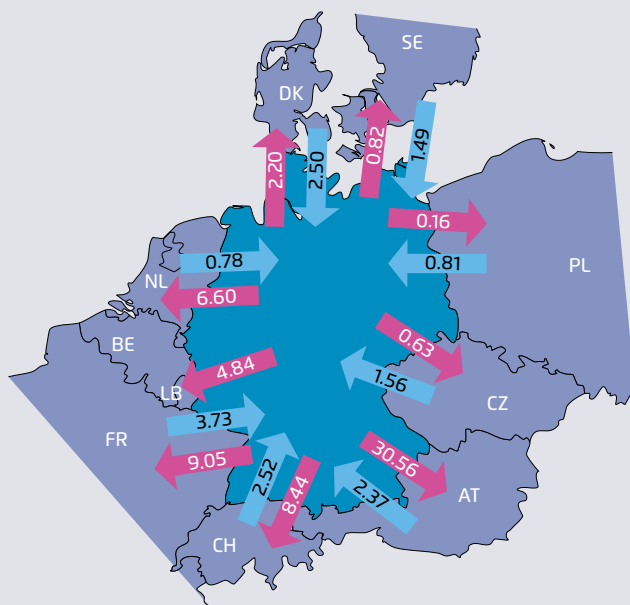 SE
DK
0.82
1.49
2.20
2.50
0.16
0.78
0.81
PL
NL
6.60
0.63
BE
4.84
1.56
LB
CZ
3.73
FR
9.05
30.56
2.52
8.44
2.37
AT
CH